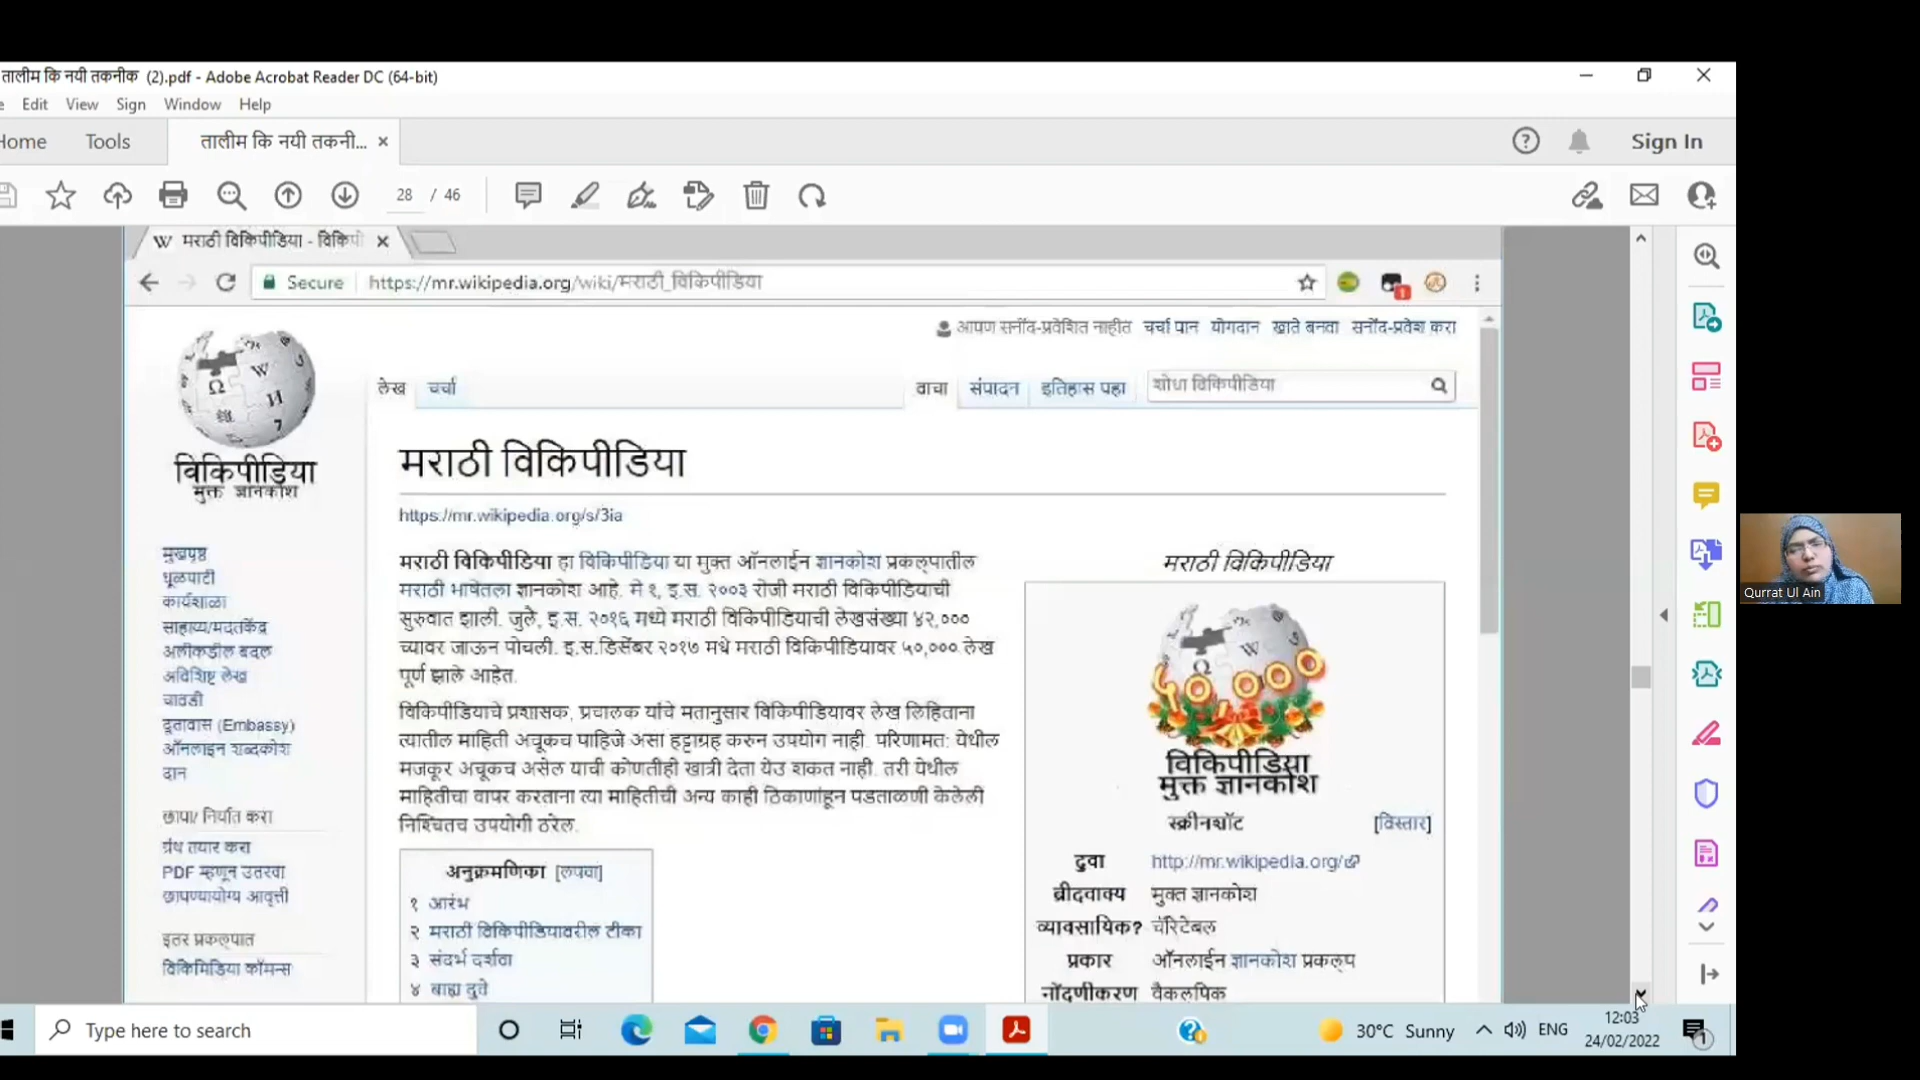 तालीम कि नयी तकनीक (2).pdf - Adobe Acrobat Reader DC (64-bit)
Edit View Sign Window Help
Home Tools तालीम कि नयी तकनी... × Sign In
28 / 46
मराठी विकिपीडिया - विकिपी
Secure https://mr.wikipedia.org/wiki/मराठी_विकिपीडिया
आपण सनोंद-प्रवेशित नाहीत चर्चा पान योगदान खाते बनवा सनोंद-प्रवेश करा
लेख चर्चा वाचा संपादन इतिहास पहा शोधा विकिपीडिया
विकिपीडिया
मुक्त ज्ञानकोश
मुखपृष्ठ
धूळपाटी
कार्यशाळा
साहाय्य/मदतकेंद्र
अलीकडील बदल
अविशिष्ट लेख
चावडी
दूतावास (Embassy)
ऑनलाइन शब्दकोश
दान
छापा/ निर्यात करा
ग्रंथ तयार करा
PDF म्हणून उतरवा
छापण्यायोग्य आवृत्ती
इतर प्रकल्पात
विकिमिडिया कॉमन्स
मराठी विकिपीडिया
https://mr.wikipedia.org/s/3ia
मराठी विकिपीडिया हा विकिपीडिया या मुक्त ऑनलाईन ज्ञानकोश प्रकल्पातील
मराठी भाषेतला ज्ञानकोश आहे. मे १, इ.स. २००३ रोजी मराठी विकिपीडियाची
सुरुवात झाली. जुलै, इ.स. २०१६ मध्ये मराठी विकिपीडियाची लेखसंख्या ४२,०००
च्यावर जाऊन पोचली. इ.स.डिसेंबर २०१७ मधे मराठी विकिपीडियावर ५०,००० लेख
पूर्ण झाले आहेत.
विकिपीडियाचे प्रशासक, प्रचालक यांचे मतानुसार विकिपीडियावर लेख लिहिताना
त्यातील माहिती अचूकच पाहिजे असा हट्टाग्रह करुन उपयोग नाही. परिणामत: येथील
मजकूर अचूकच असेल याची कोणतीही खात्री देता येउ शकत नाही. तरी येथील
माहितीचा वापर करताना त्या माहितीची अन्य काही ठिकाणांहून पडताळणी केलेली
निश्चितच उपयोगी ठरेल.
अनुक्रमणिका [लपवा]
१ आरंभ
२ मराठी विकिपीडियावरील टीका
३ संदर्भ दर्शवा
४ बाह्य दुवे
मराठी विकिपीडिया
५०,०००
विकिपीडिया
मुक्त ज्ञानकोश
स्क्रीनशॉट [विस्तार]
दुवा http://mr.wikipedia.org/
ब्रीदवाक्य मुक्त ज्ञानकोश
व्यावसायिक? चॅरिटेबल
प्रकार ऑनलाईन ज्ञानकोश प्रकल्प
नोंदणीकरण वैकल्पिक
Qurrat Ul Ain
Type here to search
30°C Sunny ENG
12:03
24/02/2022